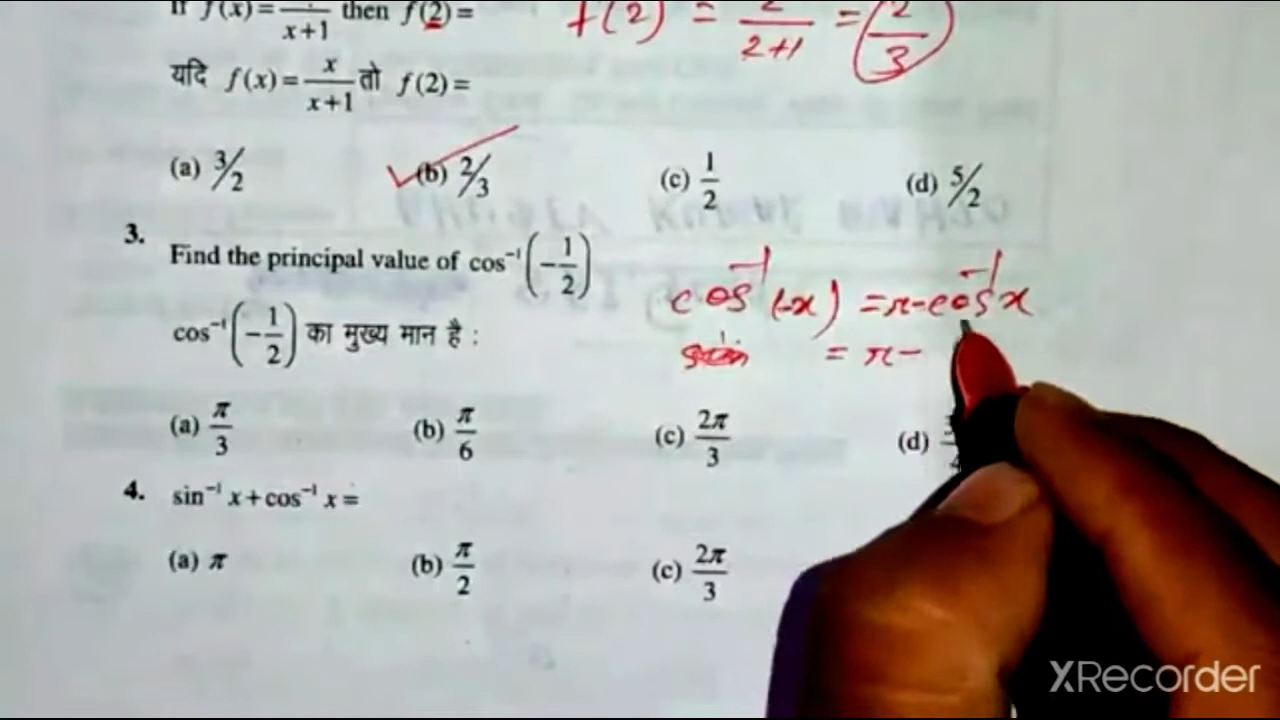 If f(x) = /x+1 then f(2) =
f(2) = 2/2+1 = 2/3
यदि f(x) = x/x+1 तो f(2) =
(a) 3/2 (b) 2/3 (c) 1/2 (d) 5/2
3. Find the principal value of cos⁻¹(-1/2)
cos⁻¹(-x) = π-cos⁻¹x
cos⁻¹(-1/2) का मुख्य मान है :
= π-
(a) π/3 (b) π/6 (c) 2π/3 (d)
4. sin⁻¹ x + cos⁻¹ x =
(a) π (b) π/2 (c) 2π/3
XRecorder